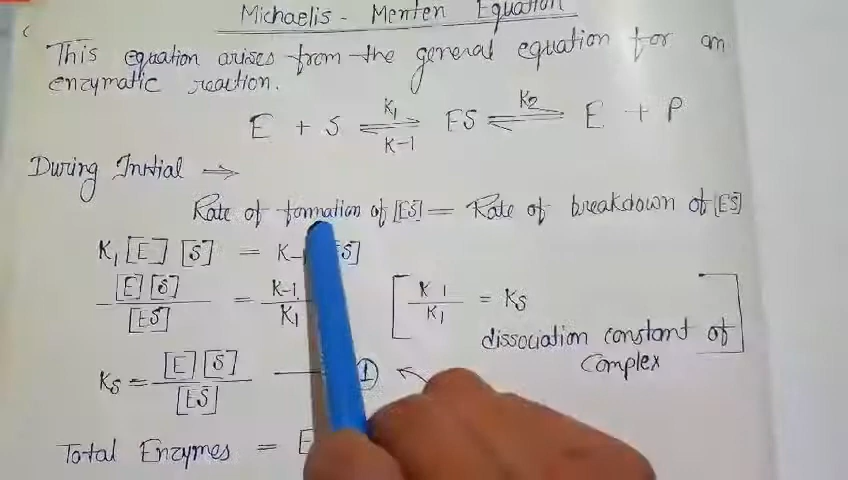 Michaelis - Menten Equation
This equation arises from the general equation for an
enzymatic reaction.
E + S ⇌ ES ⇌ E + P
K1 K-1 K2
During Initial →
Rate of formation of [ES] = Rate of breakdown of [ES]
K1 [E] [S] = K-1 S]
[E] [S] / [ES] = K-1 / K1 [ K-1 / K1 = Ks
dissociation constant of
Complex ]
Ks = [E] [S] / [ES] — 1
Total Enzymes = E